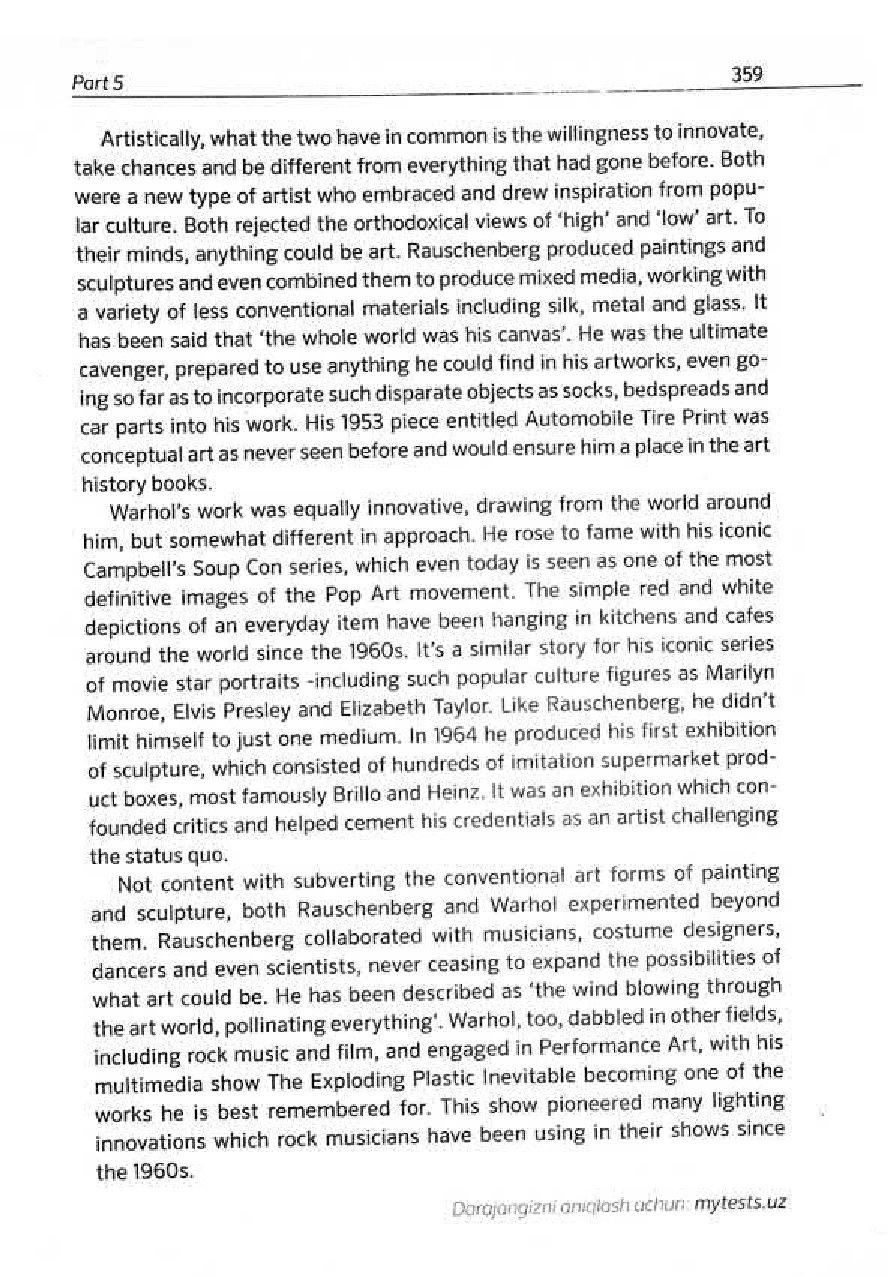 Part 5
359
Artistically, what the two have in common is the willingness to innovate,
take chances and be different from everything that had gone before. Both
were a new type of artist who embraced and drew inspiration from popu-
lar culture. Both rejected the orthodoxical views of 'high' and 'low' art. To
their minds, anything could be art. Rauschenberg produced paintings and
sculptures and even combined them to produce mixed media, working with
a variety of less conventional materials including silk, metal and glass. It
has been said that 'the whole world was his canvas'. He was the ultimate
cavenger, prepared to use anything he could find in his artworks, even go-
ing so far as to incorporate such disparate objects as socks, bedspreads and
car parts into his work. His 1953 piece entitled Automobile Tire Print was
conceptual art as never seen before and would ensure him a place in the art
history books.
Warhol's work was equally innovative, drawing from the world around
him, but somewhat different in approach. He rose to fame with his iconic
Campbell's Soup Con series, which even today is seen as one of the most
definitive images of the Pop Art movement. The simple red and white
depictions of an everyday item have been hanging in kitchens and cafes
around the world since the 1960s. It's a similar story for his iconic series
of movie star portraits -including such popular culture figures as Marilyn
Monroe, Elvis Presley and Elizabeth Taylor. Like Rauschenberg, he didn't
limit himself to just one medium. In 1964 he produced his first exhibition
of sculpture, which consisted of hundreds of imitation supermarket prod-
uct boxes, most famously Brillo and Heinz. It was an exhibition which con-
founded critics and helped cement his credentials as an artist challenging
the status quo.
Not content with subverting the conventional art forms of painting
and sculpture, both Rauschenberg and Warhol experimented beyond
them. Rauschenberg collaborated with musicians, costume designers,
dancers and even scientists, never ceasing to expand the possibilities of
what art could be. He has been described as 'the wind blowing through
the art world, pollinating everything'. Warhol, too, dabbled in other fields,
including rock music and film, and engaged in Performance Art, with his
multimedia show The Exploding Plastic Inevitable becoming one of the
works he is best remembered for. This show pioneered many lighting
innovations which rock musicians have been using in their shows since
the 1960s.
Darajangizni aniqlash uchun: mytests.uz